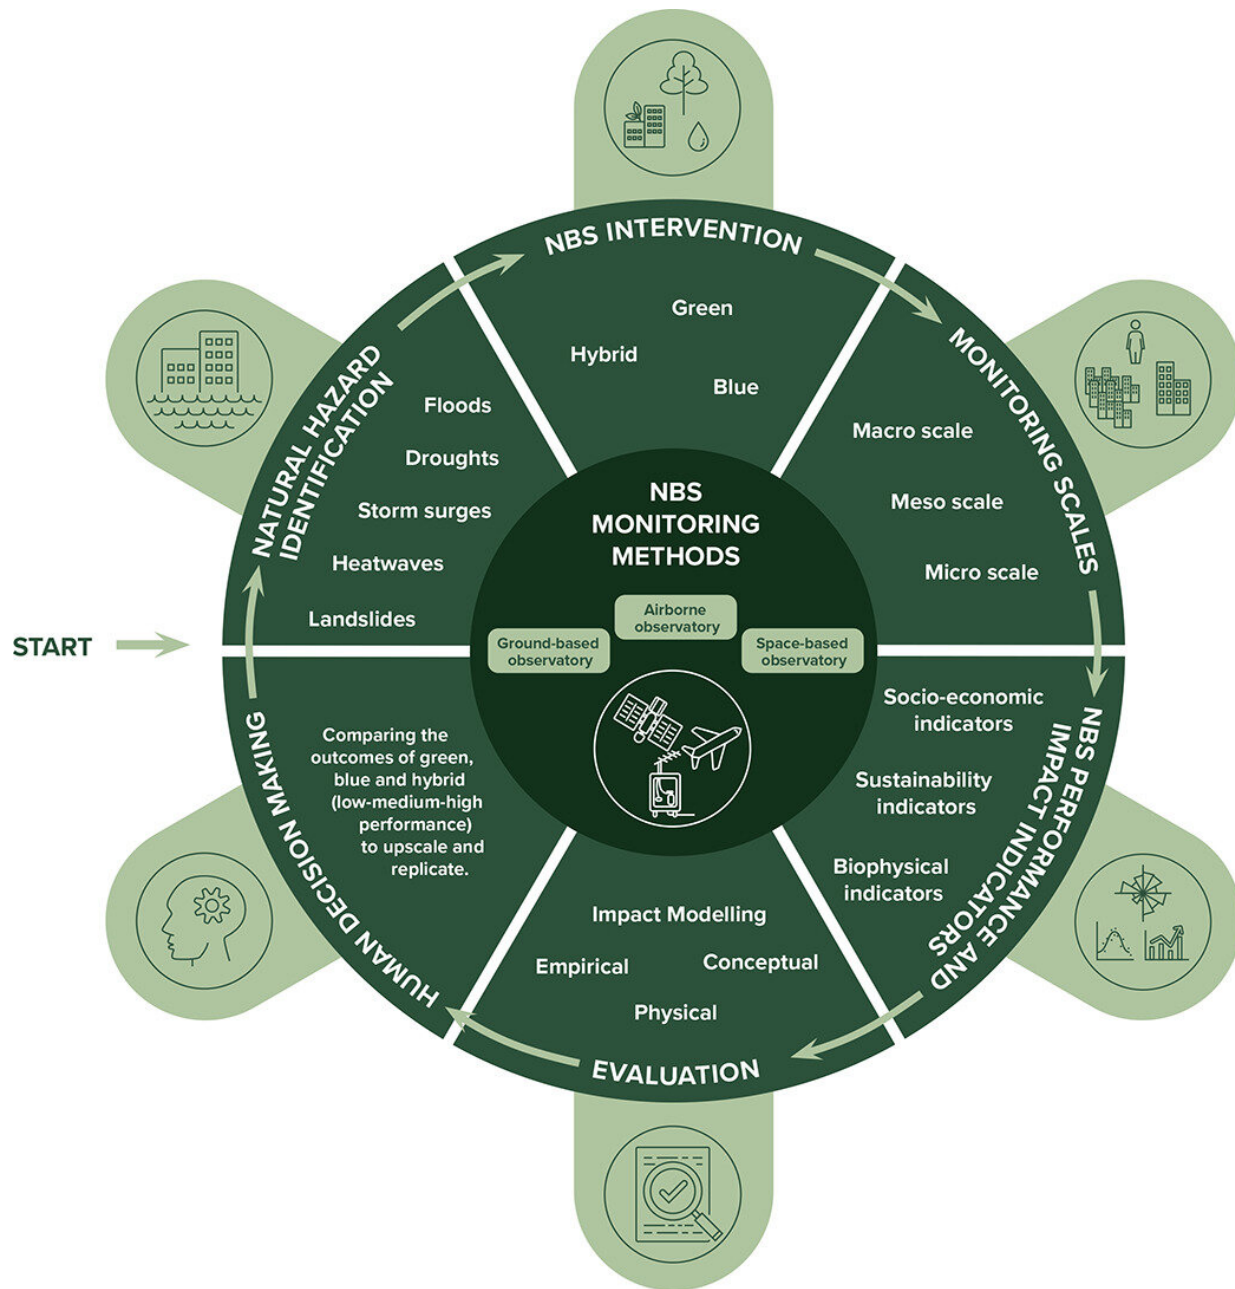 START
NATURAL HAZARD
IDENTIFICATION
Floods
Droughts
Storm surges
Heatwaves
Landslides
NBS INTERVENTION
Green
Hybrid
Blue
MONITORING SCALES
Macro scale
Meso scale
Micro scale
NBS PERFORMANCE AND
IMPACT INDICATORS
Socio-economic
indicators
Sustainability
indicators
Biophysical
indicators
EVALUATION
Impact Modelling
Empirical
Conceptual
Physical
HUMAN DECISION MAKING
Comparing the
outcomes of green,
blue and hybrid
(low-medium-high
performance)
to upscale and
replicate.
NBS
MONITORING
METHODS
Ground-based
observatory
Airborne
observatory
Space-based
observatory